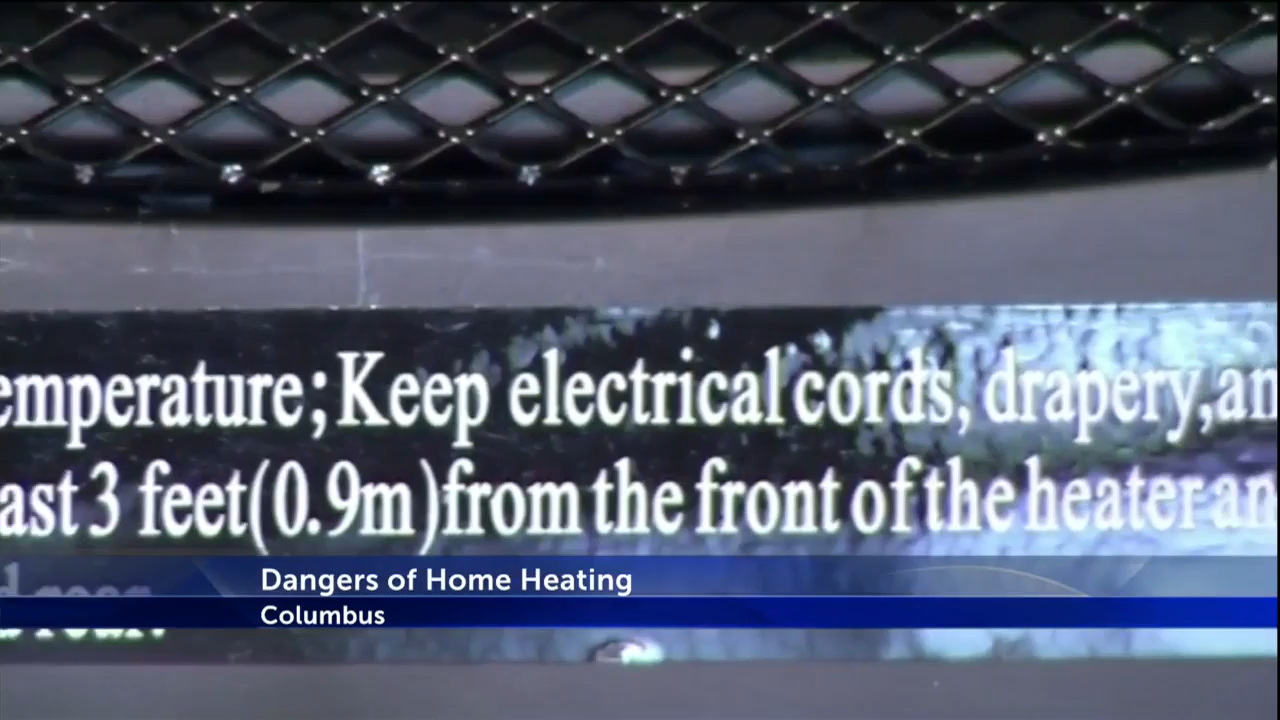 emperature; Keep electrical cords, drapery, an
ast 3 feet(0.9m)from the front of the heater an
Dangers of Home Heating
Columbus